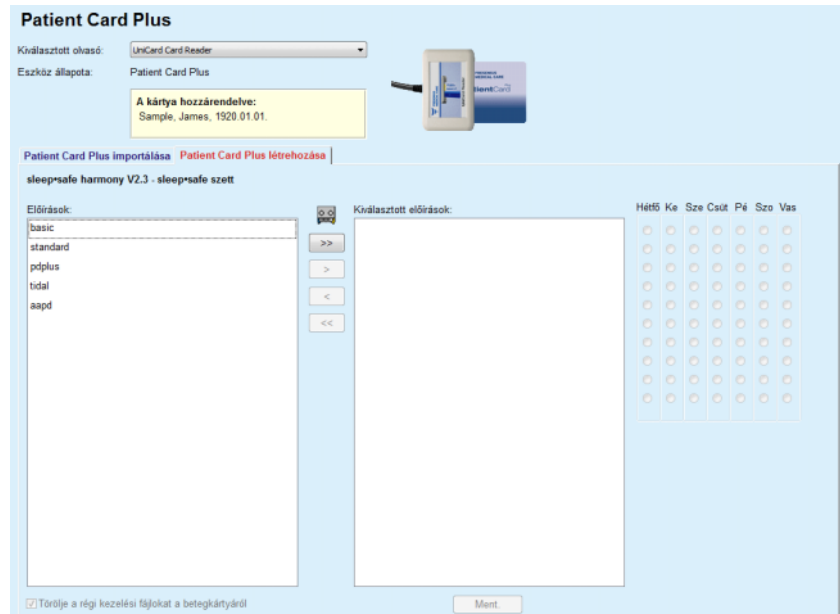 Patient Card Plus
Kiválasztott olvasó: UniCard Card Reader
Eszköz állapota: Patient Card Plus
A kártya hozzárendelve:
Sample, James, 1920.01.01.
Patient Card Plus importálása Patient Card Plus létrehozása
sleep•safe harmony V2.3 - sleep•safe szett
Előírások: Kiválasztott előírások: Hétfő Ke Sze Csüt Pé Szo Vas
basic
standard
pdplus
tidal
aapd
>>
>
<
<<
Törölje a régi kezelési fájlokat a betegkártyáról Ment.